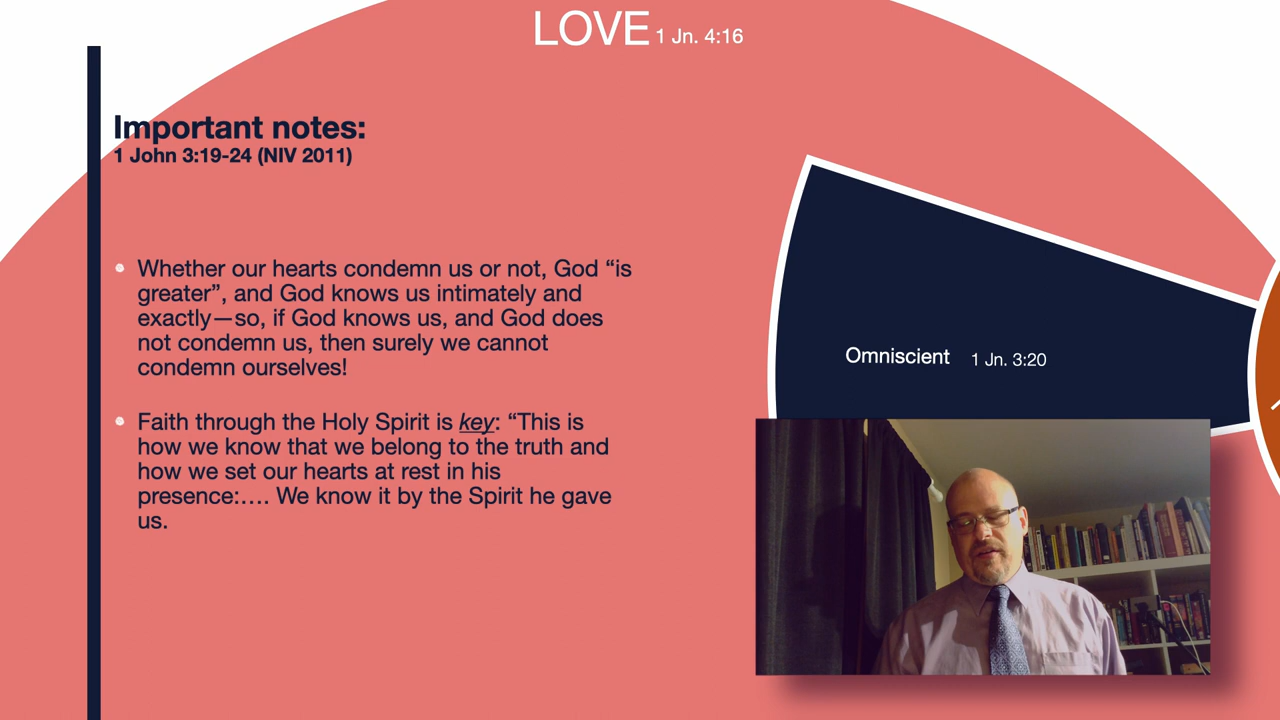 LOVE 1 Jn. 4:16
Important notes:
1 John 3:19-24 (NIV 2011)
• Whether our hearts condemn us or not, God “is
greater”, and God knows us intimately and
exactly—so, if God knows us, and God does
not condemn us, then surely we cannot
condemn ourselves!
• Faith through the Holy Spirit is key: “This is
how we know that we belong to the truth and
how we set our hearts at rest in his
presence:…. We know it by the Spirit he gave
us.
Omniscient 1 Jn. 3:20